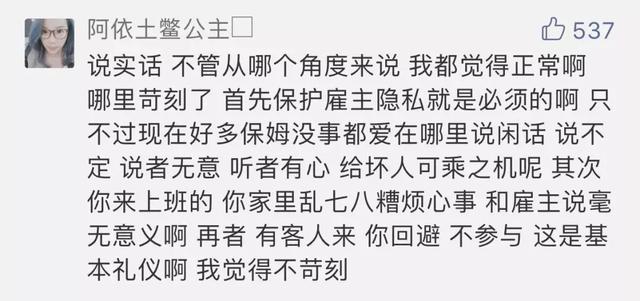 阿依土鳖公主 537
说实话 不管从哪个角度来说 我都觉得正常啊
哪里苛刻了 首先保护雇主隐私就是必须的啊 只
不过现在好多保姆没事都爱在哪里说闲话 说不
定 说者无意 听者有心 给坏人可乘之机呢 其次
你来上班的 你家里乱七八糟烦心事 和雇主说毫
无意义啊 再者 有客人来 你回避 不参与 这是基
本礼仪啊 我觉得不苛刻